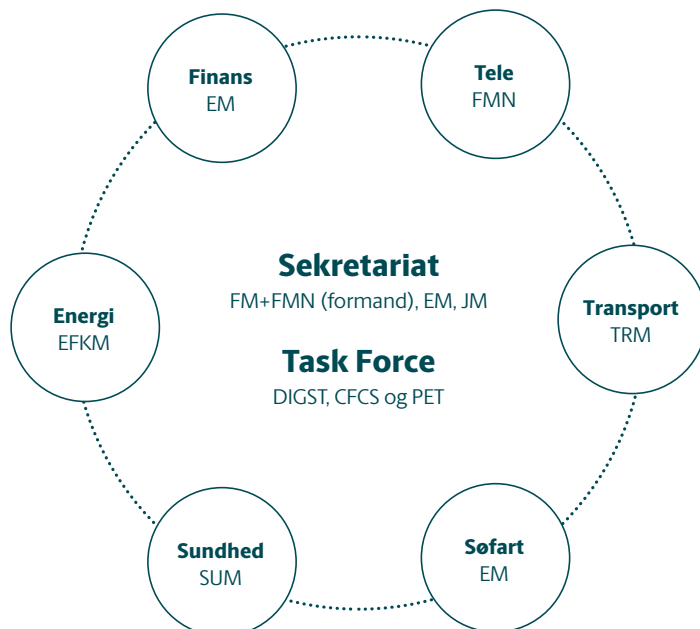 Finans
EM
Tele
FMN
Sekretariat
FM+FMN (formand), EM, JM
Energi
EFKM
Transport
TRM
Task Force
DIGST, CFCS og PET
Sundhed
SUM
Søfart
EM